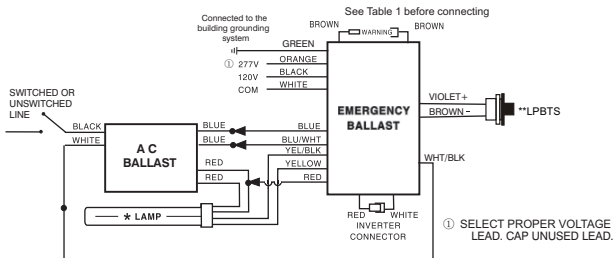 See Table 1 before connecting
Connected to the
building grounding
system
BROWN
WARNING
BROWN
GREEN
① 277V ORANGE
120V BLACK
COM WHITE
SWITCHED OR
UNSWITCHED
LINE
BLACK
WHITE
A C
BALLAST
BLUE
BLUE
RED
RED
BLUE
BLU/WHT
YEL/BLK
YELLOW
RED
EMERGENCY
BALLAST
VIOLET+
BROWN-
**LPBTS
WHT/BLK
* LAMP
RED WHITE
INVERTER
CONNECTOR
① SELECT PROPER VOLTAGE
LEAD. CAP UNUSED LEAD.